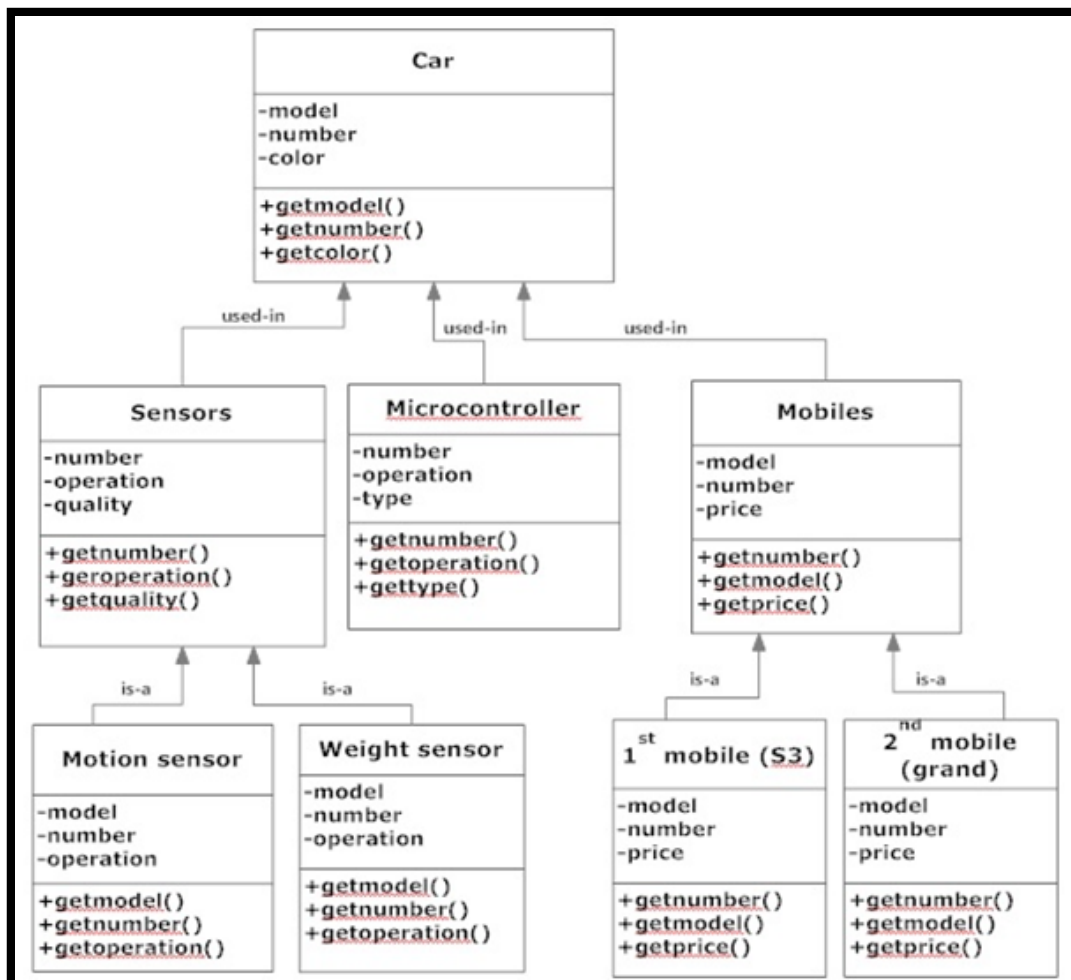 Car
-model
-number
-color
+getmodel()
+getnumber()
+getcolor()
used-in
used-in
used-in
Sensors
-number
-operation
-quality
+getnumber()
+geroperation()
+getquality()
Microcontroller
-number
-operation
-type
+getnumber()
+getoperation()
+gettype()
Mobiles
-model
-number
-price
+getnumber()
+getmodel()
+getprice()
is-a
is-a
is-a
is-a
Motion sensor
-model
-number
-operation
+getmodel()
+getnumber()
+getoperation()
Weight sensor
-model
-number
-operation
+getmodel()
+getnumber()
+getoperation()
1st mobile (S3)
-model
-number
-price
+getnumber()
+getmodel()
+getprice()
2nd mobile
(grand)
-model
-number
-price
+getnumber()
+getmodel()
+getprice()